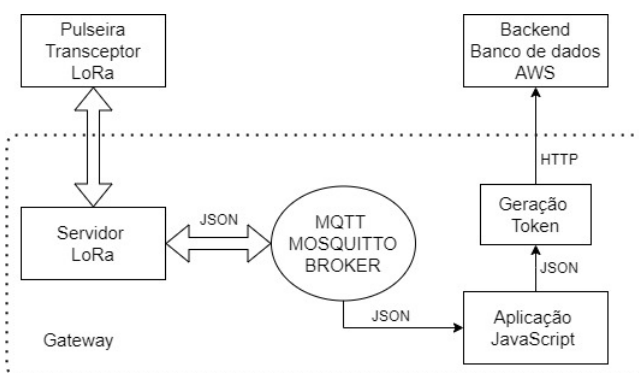 Pulseira
Transceptor
LoRa
Backend
Banco de dados
AWS
HTTP
Geração
Token
Servidor
LoRa
JSON
MQTT
MOSQUITTO
BROKER
JSON
JSON
Aplicação
JavaScript
Gateway